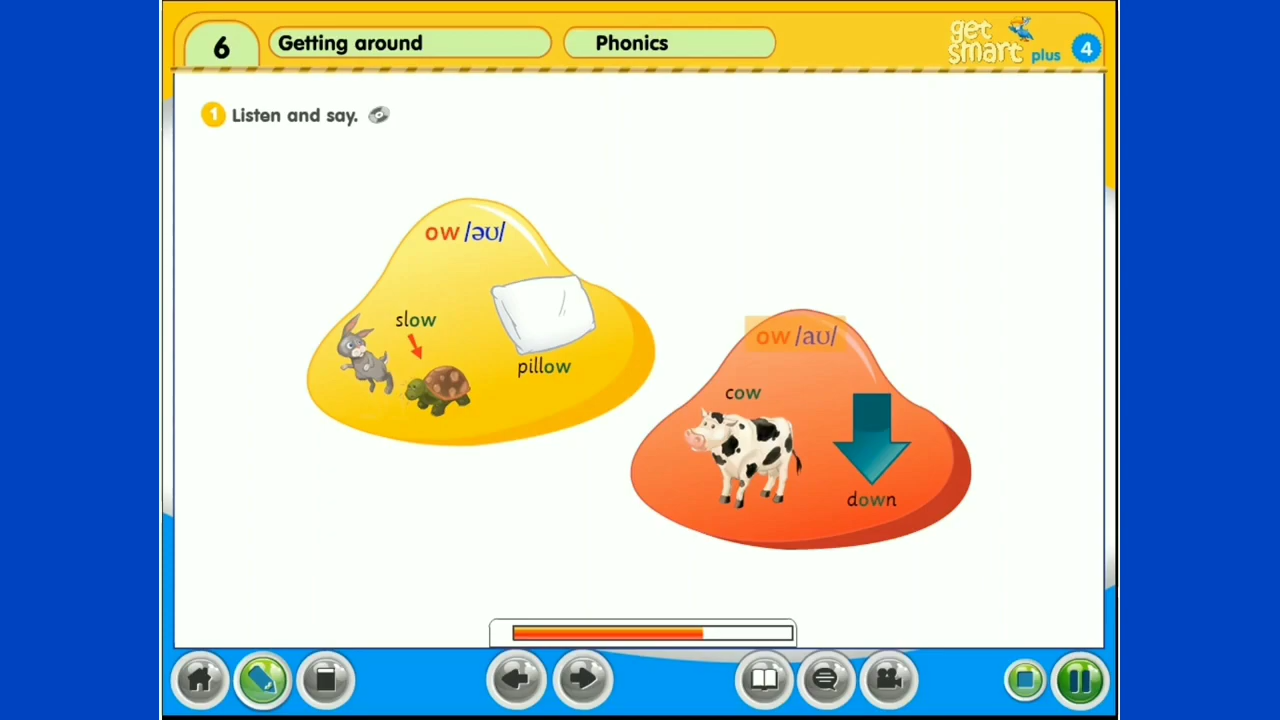 6
Getting around
Phonics
get
smart plus 4
1 Listen and say.
ow /əʊ/
slow
pillow
ow /aʊ/
cow
down